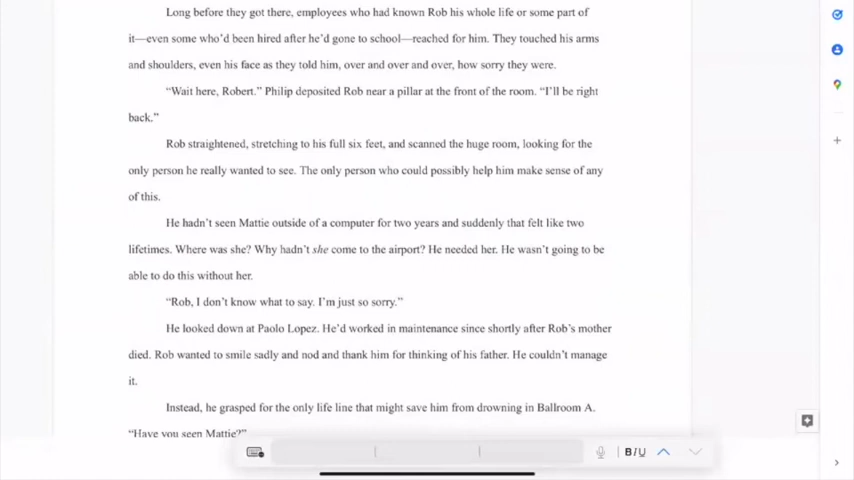 Long before they got there, employees who had known Rob his whole life or some part of
it—even some who’d been hired after he’d gone to school—reached for him. They touched his arms
and shoulders, even his face as they told him, over and over and over, how sorry they were.
“Wait here, Robert.” Philip deposited Rob near a pillar at the front of the room. “I’ll be right
back.”
Rob straightened, stretching to his full six feet, and scanned the huge room, looking for the
only person he really wanted to see. The only person who could possibly help him make sense of any
of this.
He hadn’t seen Mattie outside of a computer for two years and suddenly that felt like two
lifetimes. Where was she? Why hadn’t she come to the airport? He needed her. He wasn’t going to be
able to do this without her.
“Rob, I don’t know what to say. I’m just so sorry.”
He looked down at Paolo Lopez. He’d worked in maintenance since shortly after Rob’s mother
died. Rob wanted to smile sadly and nod and thank him for thinking of his father. He couldn’t manage
it.
Instead, he grasped for the only life line that might save him from drowning in Ballroom A.
“Have you seen Mattie?”
B I U